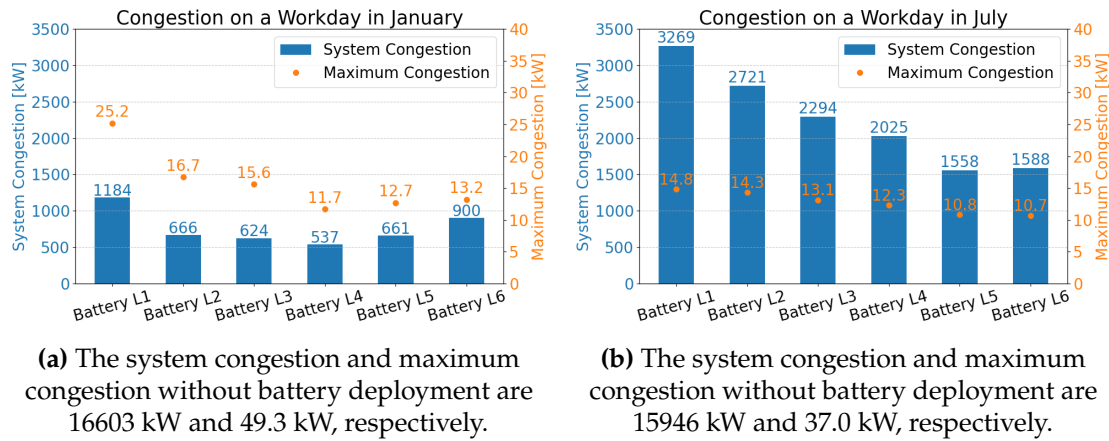 Congestion on a Workday in January
System Congestion [kW]
3500
3000
2500
2000
1500
1000
500
0
System Congestion
Maximum Congestion
25.2
16.7
15.6
11.7
12.7
13.2
1184
666
624
537
661
900
40
35
30
25
20
15
10
5
0
Maximum Congestion [kW]
Battery L1
Battery L2
Battery L3
Battery L4
Battery L5
Battery L6
(a) The system congestion and maximum
congestion without battery deployment are
16603 kW and 49.3 kW, respectively.
Congestion on a Workday in July
System Congestion [kW]
3500
3000
2500
2000
1500
1000
500
0
System Congestion
Maximum Congestion
3269
2721
2294
2025
1558
1588
14.8
14.3
13.1
12.3
10.8
10.7
40
35
30
25
20
15
10
5
0
Maximum Congestion [kW]
Battery L1
Battery L2
Battery L3
Battery L4
Battery L5
Battery L6
(b) The system congestion and maximum
congestion without battery deployment are
15946 kW and 37.0 kW, respectively.